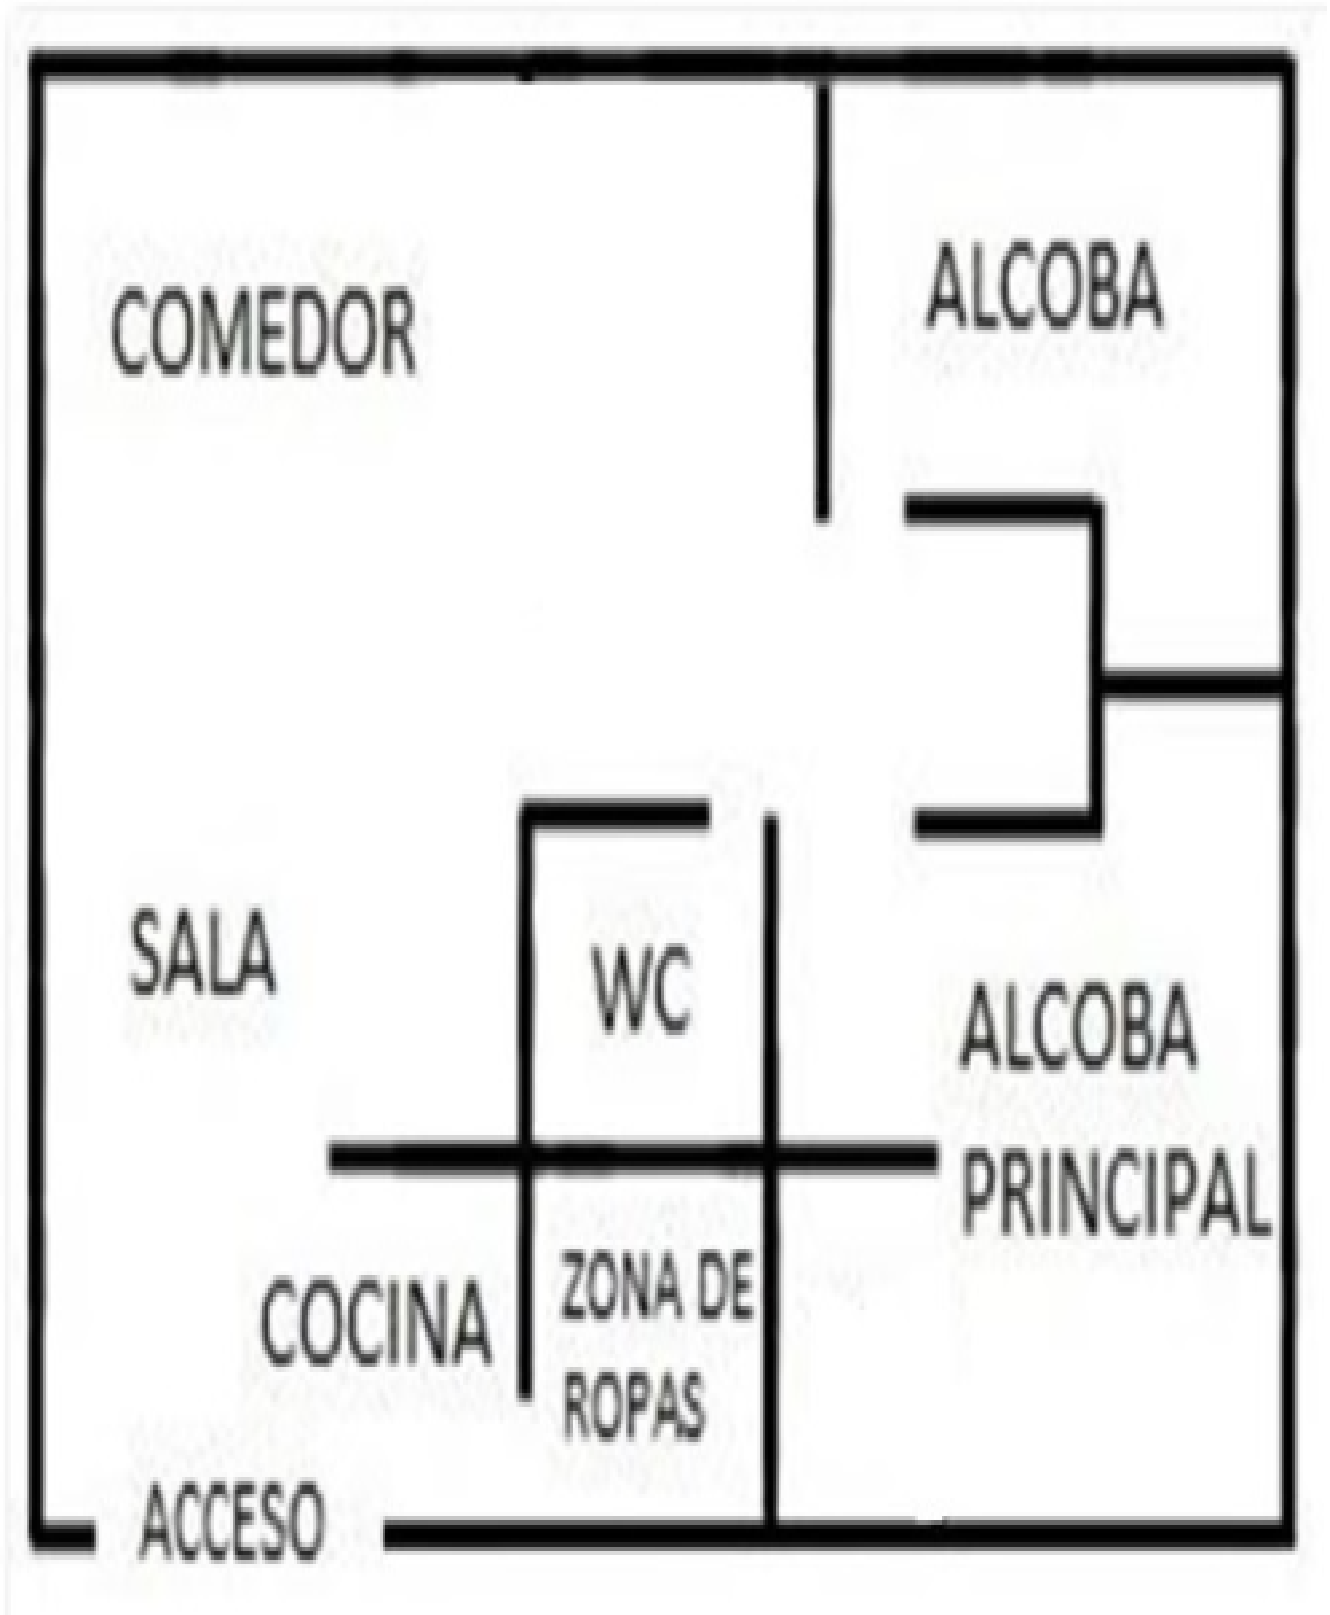 COMEDOR
ALCOBA
SALA
WC
ALCOBA
PRINCIPAL
COCINA
ZONA DE
ROPAS
ACCESO